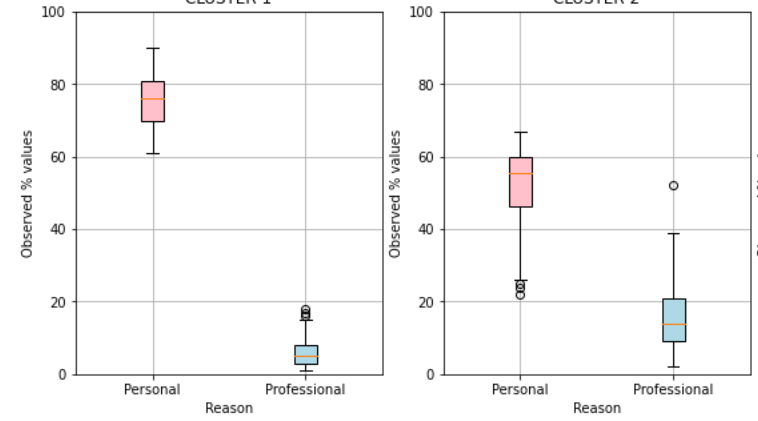 CLUSTER 1
100
80
60
40
20
0
Observed % values
Personal
Professional
Reason
CLUSTER 2
100
80
60
40
20
0
Observed % values
Personal
Professional
Reason